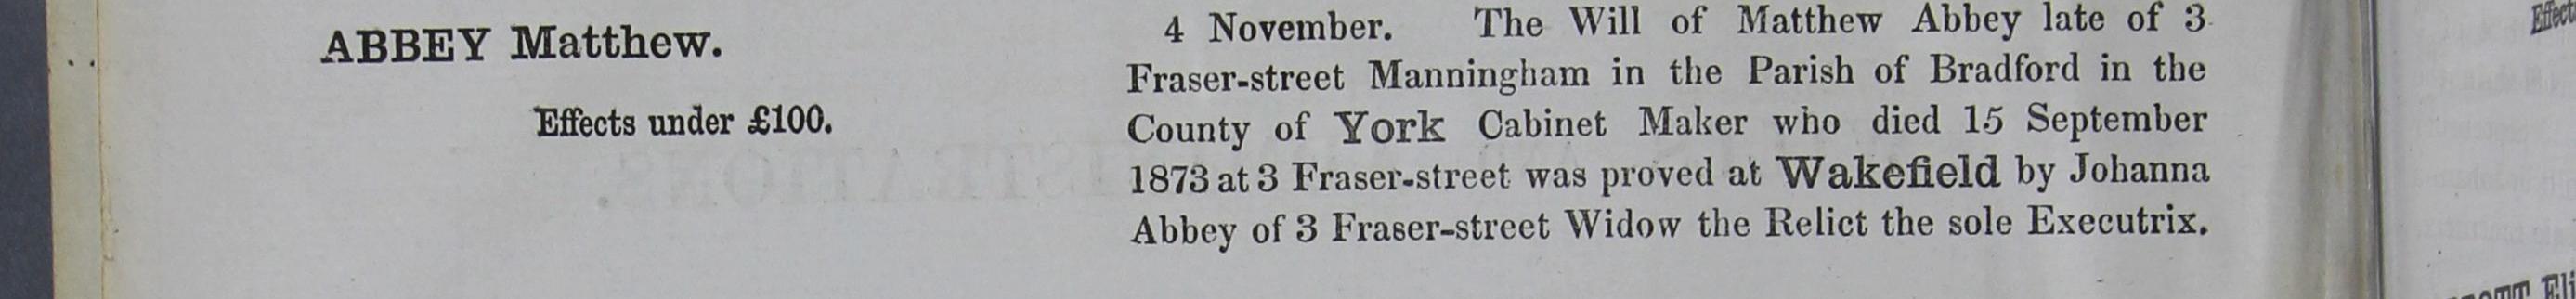 ABBEY Matthew.
Effects under £100.
4 November. The Will of Matthew Abbey late of 3
Fraser-street Manningham in the Parish of Bradford in the
County of York Cabinet Maker who died 15 September
1873 at 3 Fraser-street was proved at Wakefield by Johanna
Abbey of 3 Fraser-street Widow the Relict the sole Executrix.